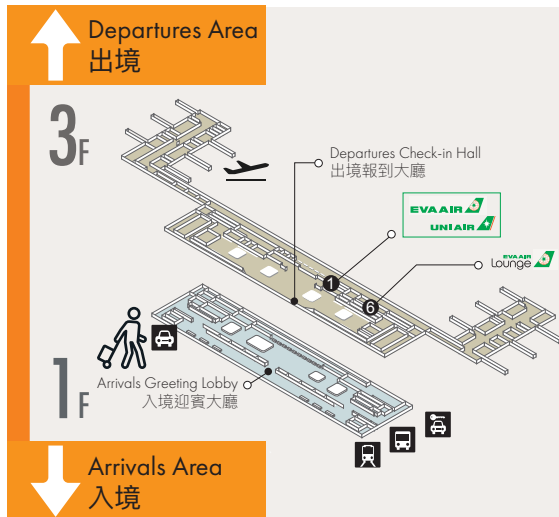 Departures Area
出境
3F
Departures Check-in Hall
出境報到大廳
EVA AIR
UNI AIR
1
EVA AIR
Lounge
6
Arrivals Greeting Lobby
入境迎賓大廳
1F
Arrivals Area
入境